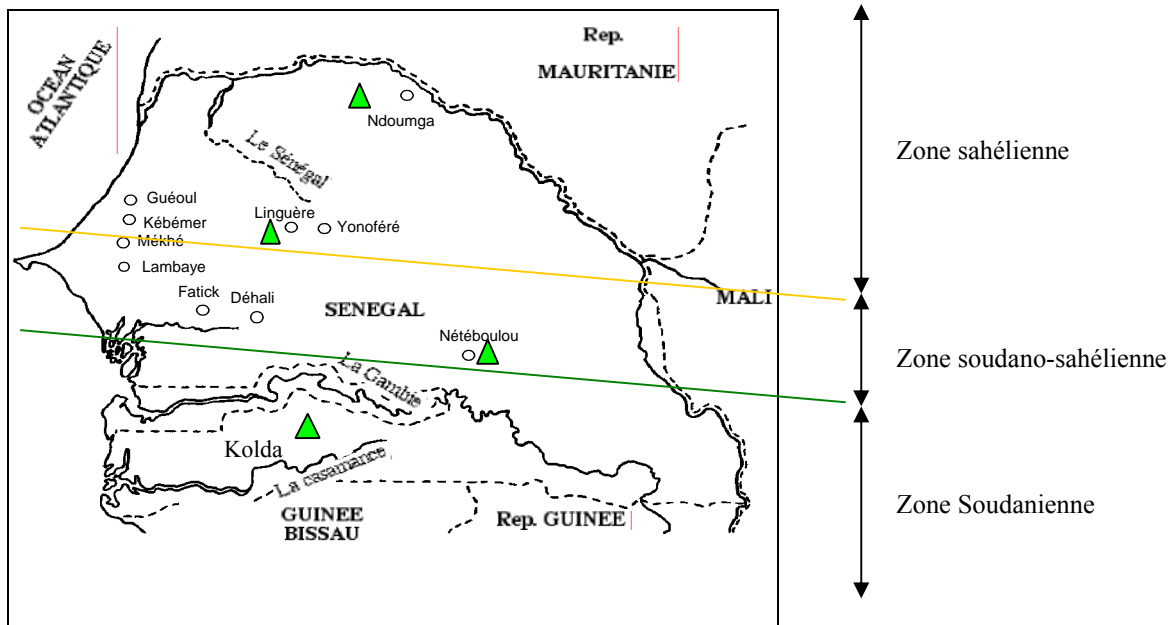 OCEAN
ATLANTIQUE
Rep.
MAURITANIE
Ndoumga
Le Sénégal
Zone sahélienne
Guéoul
Kébémer
Linguère
Yonoféré
Mékhé
Lambaye
MALI
Fatick
Déhali
SENEGAL
Nétéboulou
Zone soudano-sahélienne
La Gambie
Kolda
La casamance
GUINEE
BISSAU
Rep. GUINEE
Zone Soudanienne